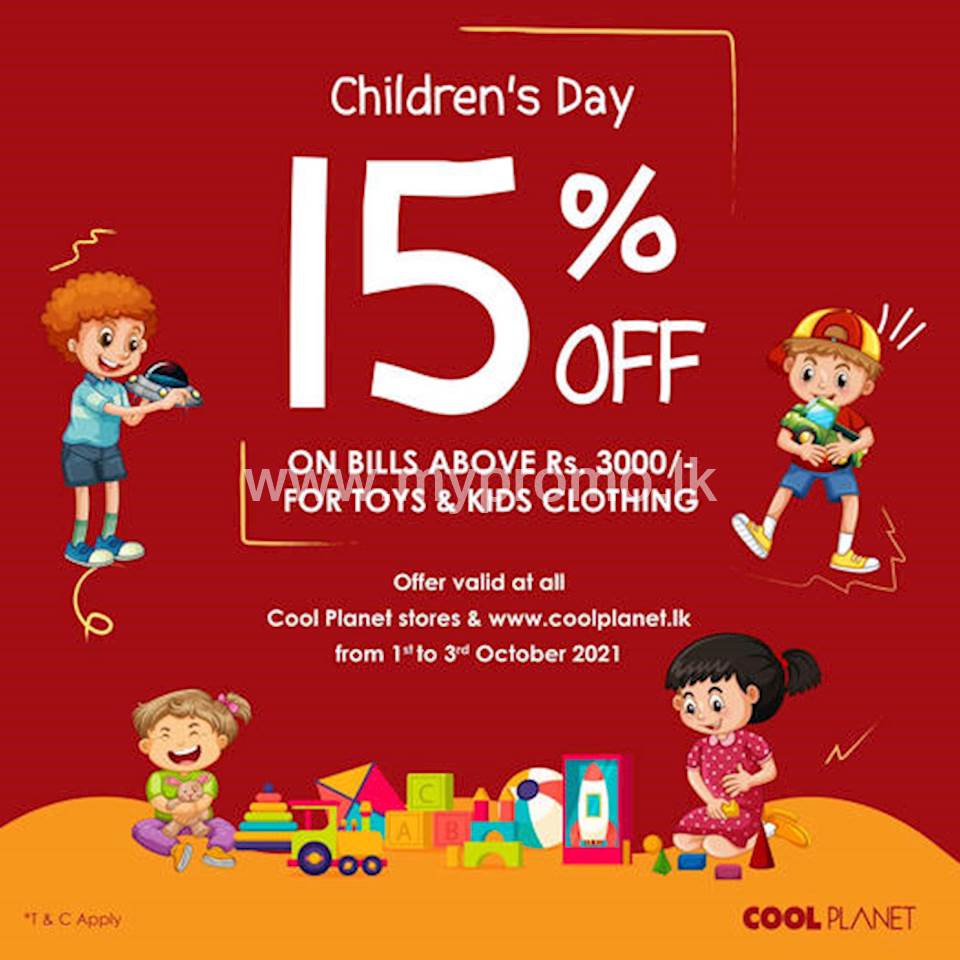 Children's Day
15% OFF
ON BILLS ABOVE Rs. 3000/-
www.mypromo.lk
FOR TOYS & KIDS CLOTHING
Offer valid at all
Cool Planet stores & www.coolplanet.lk
from 1st to 3rd October 2021
C
A B
*T & C Apply
COOL PLANET